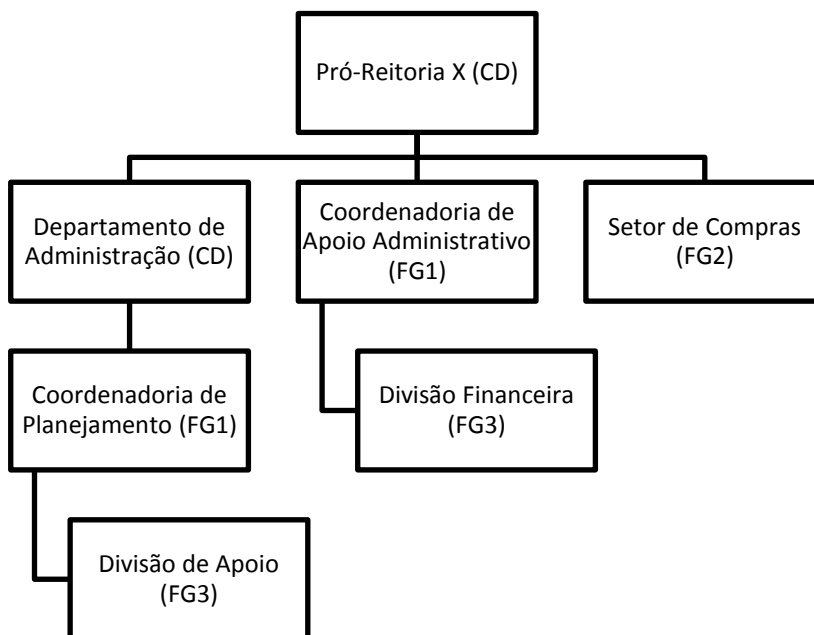 Pró-Reitoria X (CD)
Departamento de
Administração (CD)
Coordenadoria de
Apoio Administrativo
(FG1)
Setor de Compras
(FG2)
Coordenadoria de
Planejamento (FG1)
Divisão Financeira
(FG3)
Divisão de Apoio
(FG3)